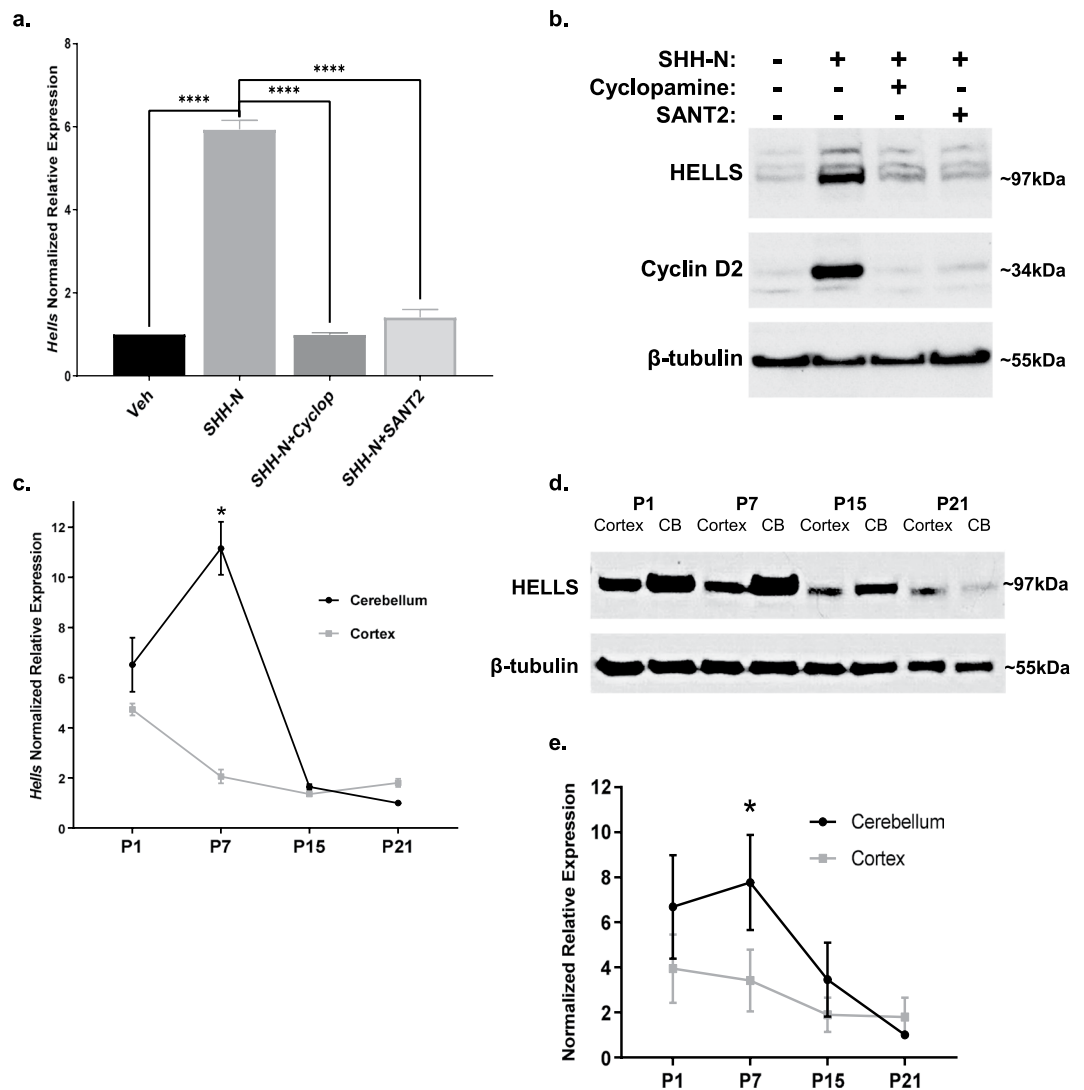 a.
8
6
4
2
0
Hells Normalized Relative Expression
****
****
****
Veh
SHH-N
SHH-N+Cyclop
SHH-N+SANT2
b.
SHH-N: - + + +
Cyclopamine: - - + -
SANT2: - - - +
HELLS ~97kDa
Cyclin D2 ~34kDa
β-tubulin ~55kDa
c.
12
10
8
6
4
2
0
Hells Normalized Relative Expression
*
Cerebellum
Cortex
P1 P7 P15 P21
d.
P1 P7 P15 P21
Cortex CB Cortex CB Cortex CB Cortex CB
HELLS ~97kDa
β-tubulin ~55kDa
e.
12
10
8
6
4
2
0
Normalized Relative Expression
*
Cerebellum
Cortex
P1 P7 P15 P21